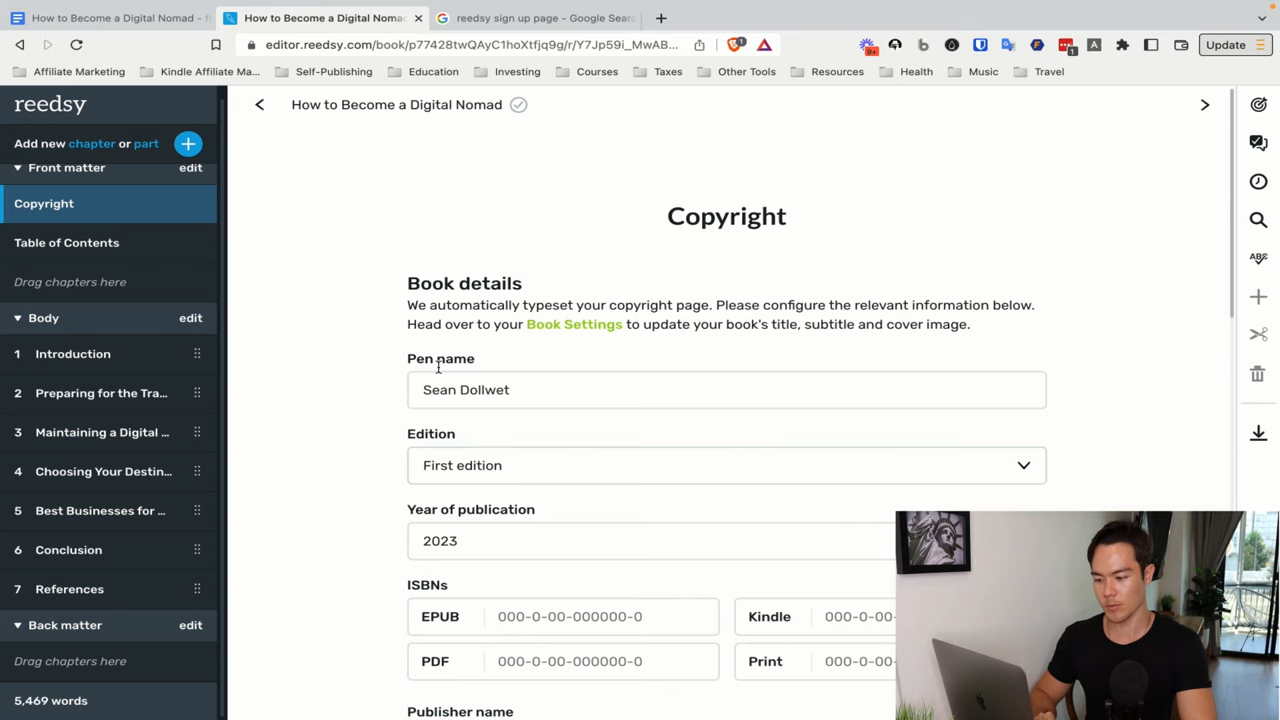 How to Become a Digital Nomad - f
How to Become a Digital Noma
reedsy sign up page - Google Sear
editor.reedsy.com/book/p77428twQAyC1hoXtfjq9g/r/Y7Jp59i_MwAB...
1
9+
A
1
Update
Affiliate Marketing
Kindle Affiliate Ma...
Self-Publishing
Education
Investing
Courses
Taxes
Other Tools
Resources
Health
Music
Travel
reedsy
Add new chapter or part
Front matter edit
Copyright
Table of Contents
Drag chapters here
Body edit
1 Introduction
2 Preparing for the Tra...
3 Maintaining a Digital ...
4 Choosing Your Destin...
5 Best Businesses for ...
6 Conclusion
7 References
Back matter edit
Drag chapters here
5,469 words
How to Become a Digital Nomad
Copyright
Book details
We automatically typeset your copyright page. Please configure the relevant information below.
Head over to your Book Settings to update your book's title, subtitle and cover image.
Pen name
Sean Dollwet
Edition
First edition
Year of publication
2023
ISBNs
EPUB 000-0-00-000000-0
Kindle 000-0-00-
PDF 000-0-00-000000-0
Print 000-0-00-
Publisher name
ABC